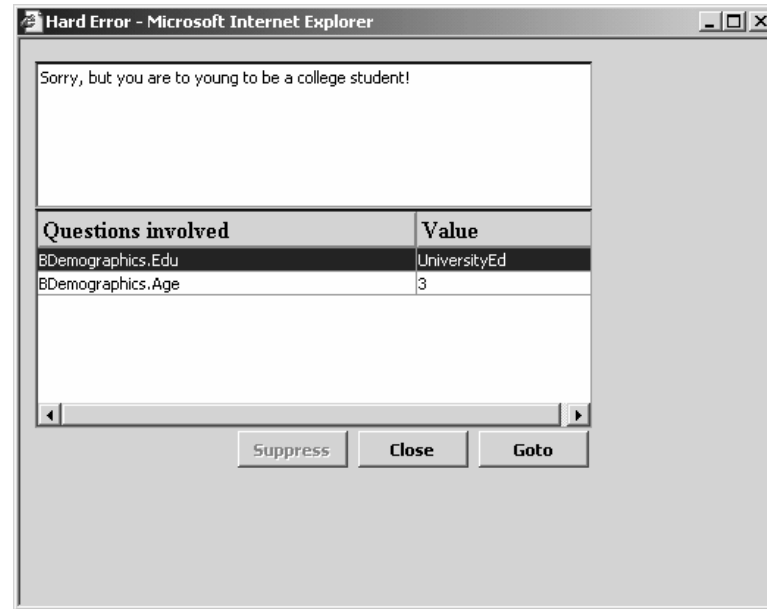 Hard Error - Microsoft Internet Explorer
Sorry, but you are to young to be a college student!
Questions involved Value
BDemographics.Edu UniversityEd
BDemographics.Age 3
Suppress Close Goto